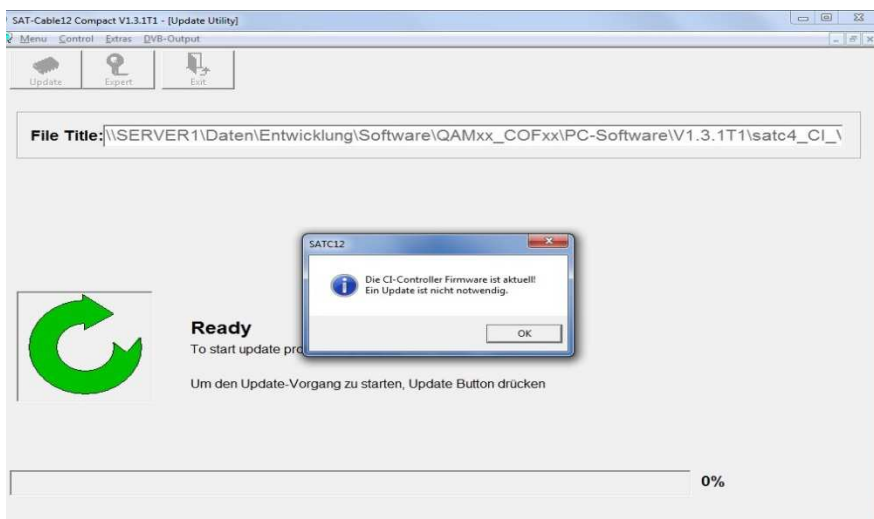 SAT-Cable12 Compact V1.3.1T1 - [Update Utility]
Menu Control Extras DVB-Output
Update Expert Exit
File Title: \\SERVER1\Daten\Entwicklung\Software\QAMxx_COFxx\PC-Software\V1.3.1T1\satc4_CI_\
SATC12
Die CI-Controller Firmware ist aktuell!
Ein Update ist nicht notwendig.
OK
Ready
To start update pro
Um den Update-Vorgang zu starten, Update Button drücken
0%